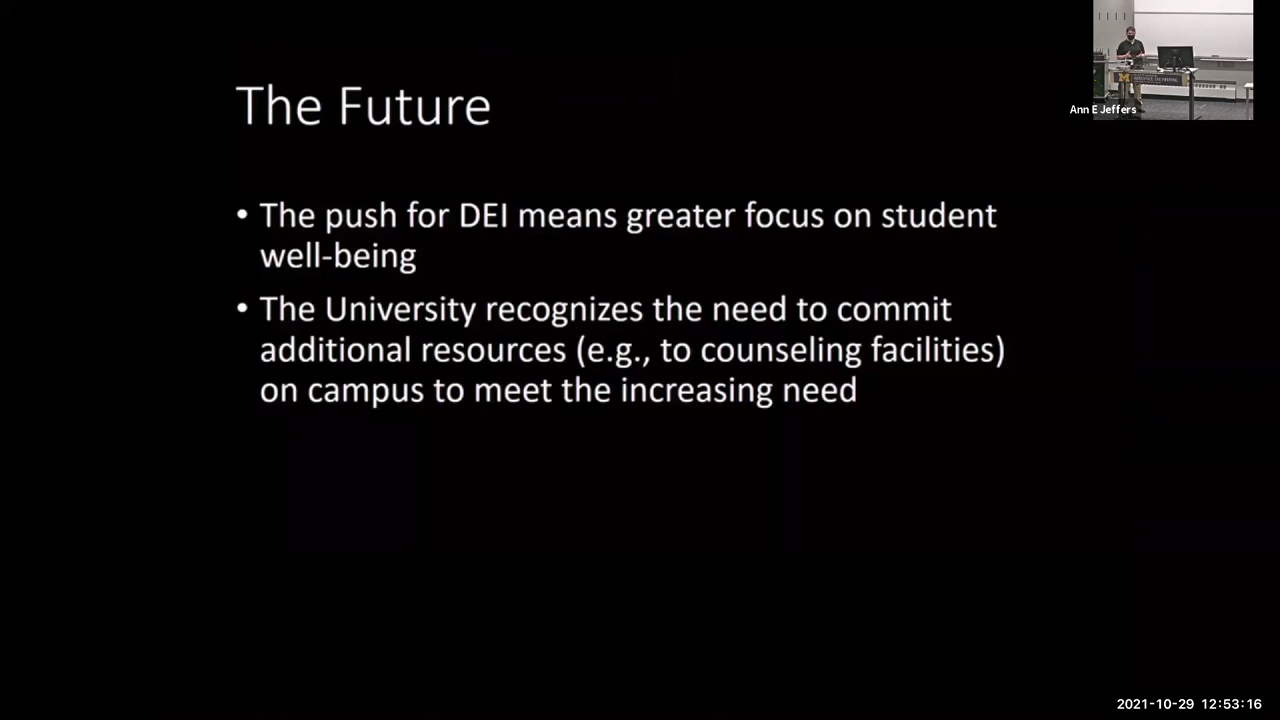 The Future
• The push for DEI means greater focus on student
well-being
• The University recognizes the need to commit
additional resources (e.g., to counseling facilities)
on campus to meet the increasing need
Ann E Jeffers
2021-10-29 12:53:16